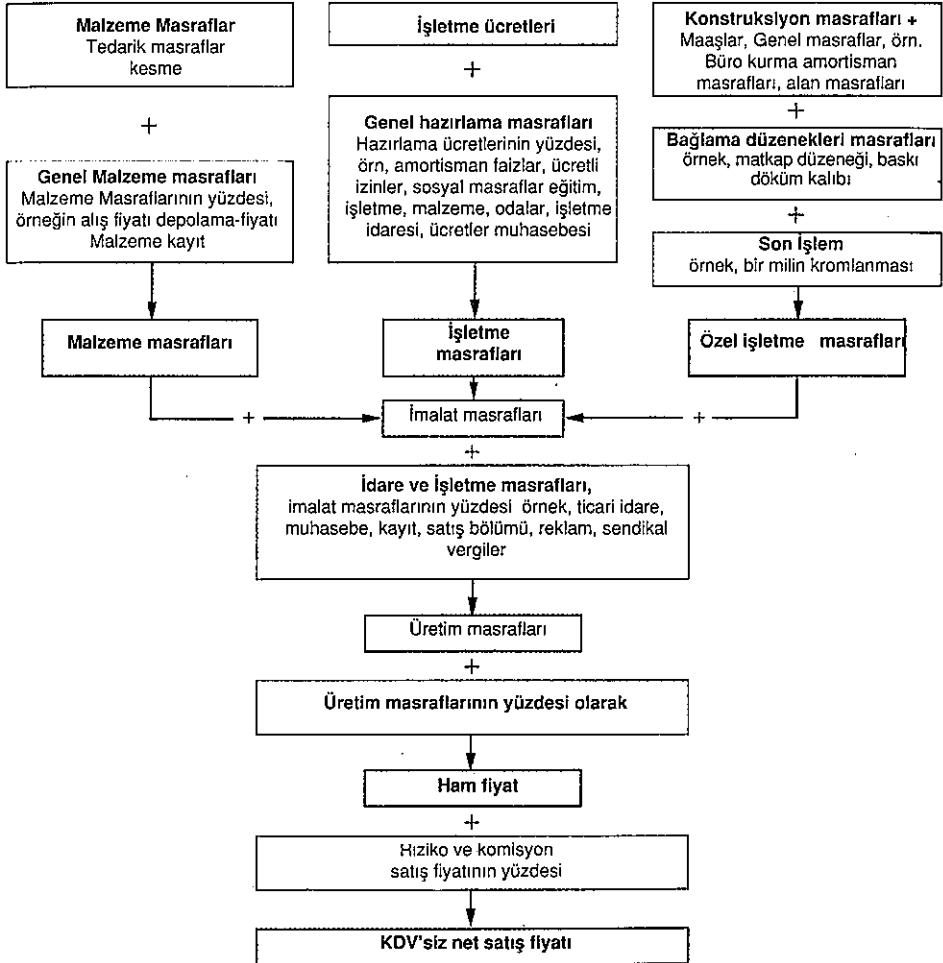 Malzeme Masraflar
Tedarik masraflar
kesme
+
Genel Malzeme masrafları
Malzeme Masraflarının yüzdesi,
örneğin alış fiyatı depolama-fiyatı
Malzeme kayıt
Malzeme masrafları
İşletme ücretleri
+
Genel hazırlama masrafları
Hazırlama ücretlerinin yüzdesi,
örn, amortisman faizlar, ücretli
izinler, sosyal masraflar eğitim,
işletme, malzeme, odalar, işletme
idaresi, ücretler muhasebesi
İşletme
masrafları
Konstruksiyon masrafları +
Maaşlar, Genel masraflar, örn.
Büro kurma amortisman
masrafları, alan masrafları
+
Bağlama düzenekleri masrafları
örnek, matkap düzeneği, baskı
döküm kalıbı
+
Son İşlem
örnek, bir milin kromlanması
Özel işletme masrafları
+ İmalat masrafları +
+
İdare ve İşletme masrafları,
imalat masraflarının yüzdesi örnek, ticari idare,
muhasebe, kayıt, satış bölümü, reklam, sendikal
vergiler
Üretim masrafları
+
Üretim masraflarının yüzdesi olarak
Ham fiyat
+
Riziko ve komisyon
satış fiyatının yüzdesi
KDV'siz net satış fiyatı